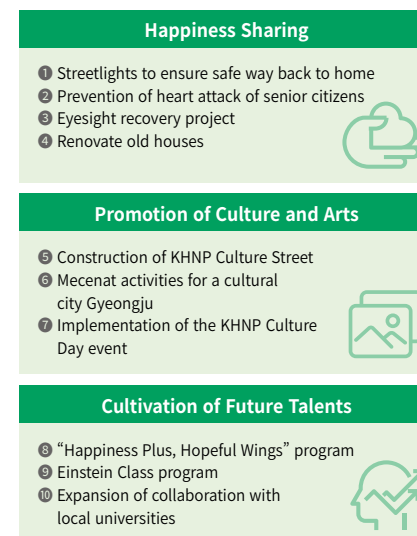 Happiness Sharing
❶ Streetlights to ensure safe way back to home
❷ Prevention of heart attack of senior citizens
❸ Eyesight recovery project
❹ Renovate old houses
Promotion of Culture and Arts
❺ Construction of KHNP Culture Street
❻ Mecenat activities for a cultural
city Gyeongju
❼ Implementation of the KHNP Culture
Day event
Cultivation of Future Talents
❽ “Happiness Plus, Hopeful Wings” program
❾ Einstein Class program
❿ Expansion of collaboration with
local universities